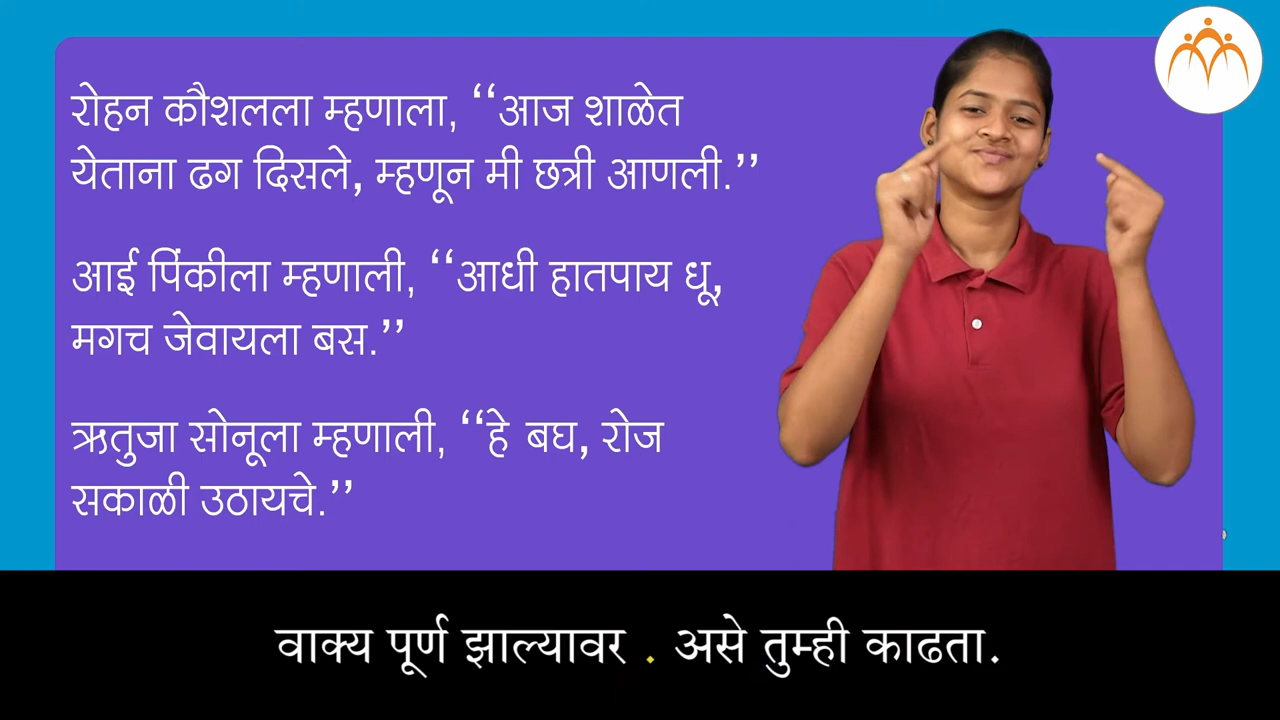 रोहन कौशलला म्हणाला, ‘‘आज शाळेत
येताना ढग दिसले, म्हणून मी छत्री आणली.’’
आई पिंकीला म्हणाली, ‘‘आधी हातपाय धू,
मगच जेवायला बस.’’
ऋतुजा सोनूला म्हणाली, ‘‘हे बघ, रोज
सकाळी उठायचे.’’
वाक्य पूर्ण झाल्यावर . असे तुम्ही काढता.